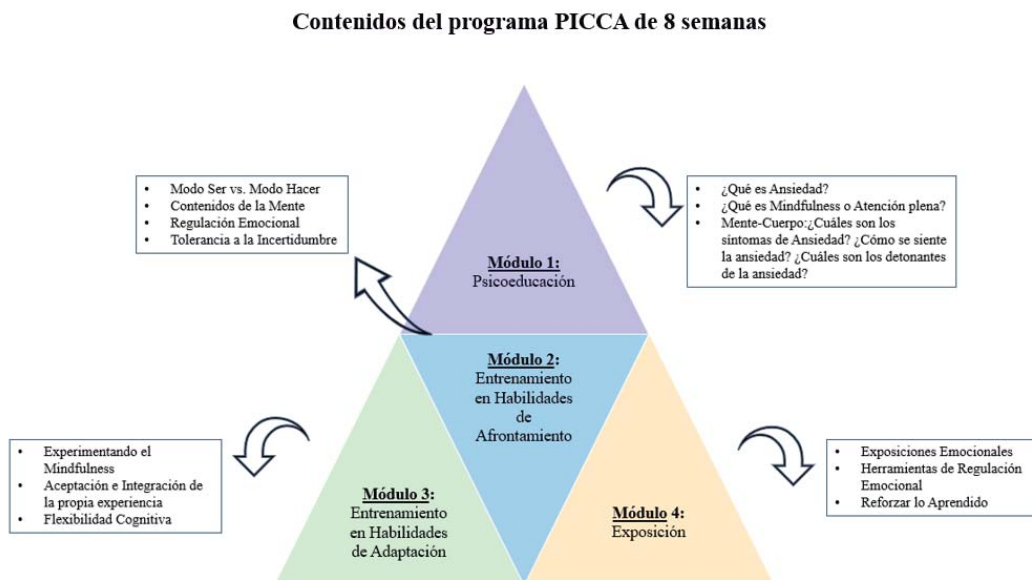 Contenidos del programa PICCA de 8 semanas
• Modo Ser vs. Modo Hacer
• Contenidos de la Mente
• Regulación Emocional
• Tolerancia a la Incertidumbre
• ¿Qué es Ansiedad?
• ¿Qué es Mindfulness o Atención plena?
• Mente-Cuerpo:¿Cuáles son los
síntomas de Ansiedad? ¿Cómo se siente
la ansiedad? ¿Cuáles son los detonantes
de la ansiedad?
Módulo 1:
Psicoeducación
Módulo 2:
Entrenamiento
en Habilidades
de
Afrontamiento
• Experimentando el
Mindfulness
• Aceptación e Integración de
la propia experiencia
• Flexibilidad Cognitiva
Módulo 3:
Entrenamiento
en Habilidades
de Adaptación
Módulo 4:
Exposición
• Exposiciones Emocionales
• Herramientas de Regulación
Emocional
• Reforzar lo Aprendido